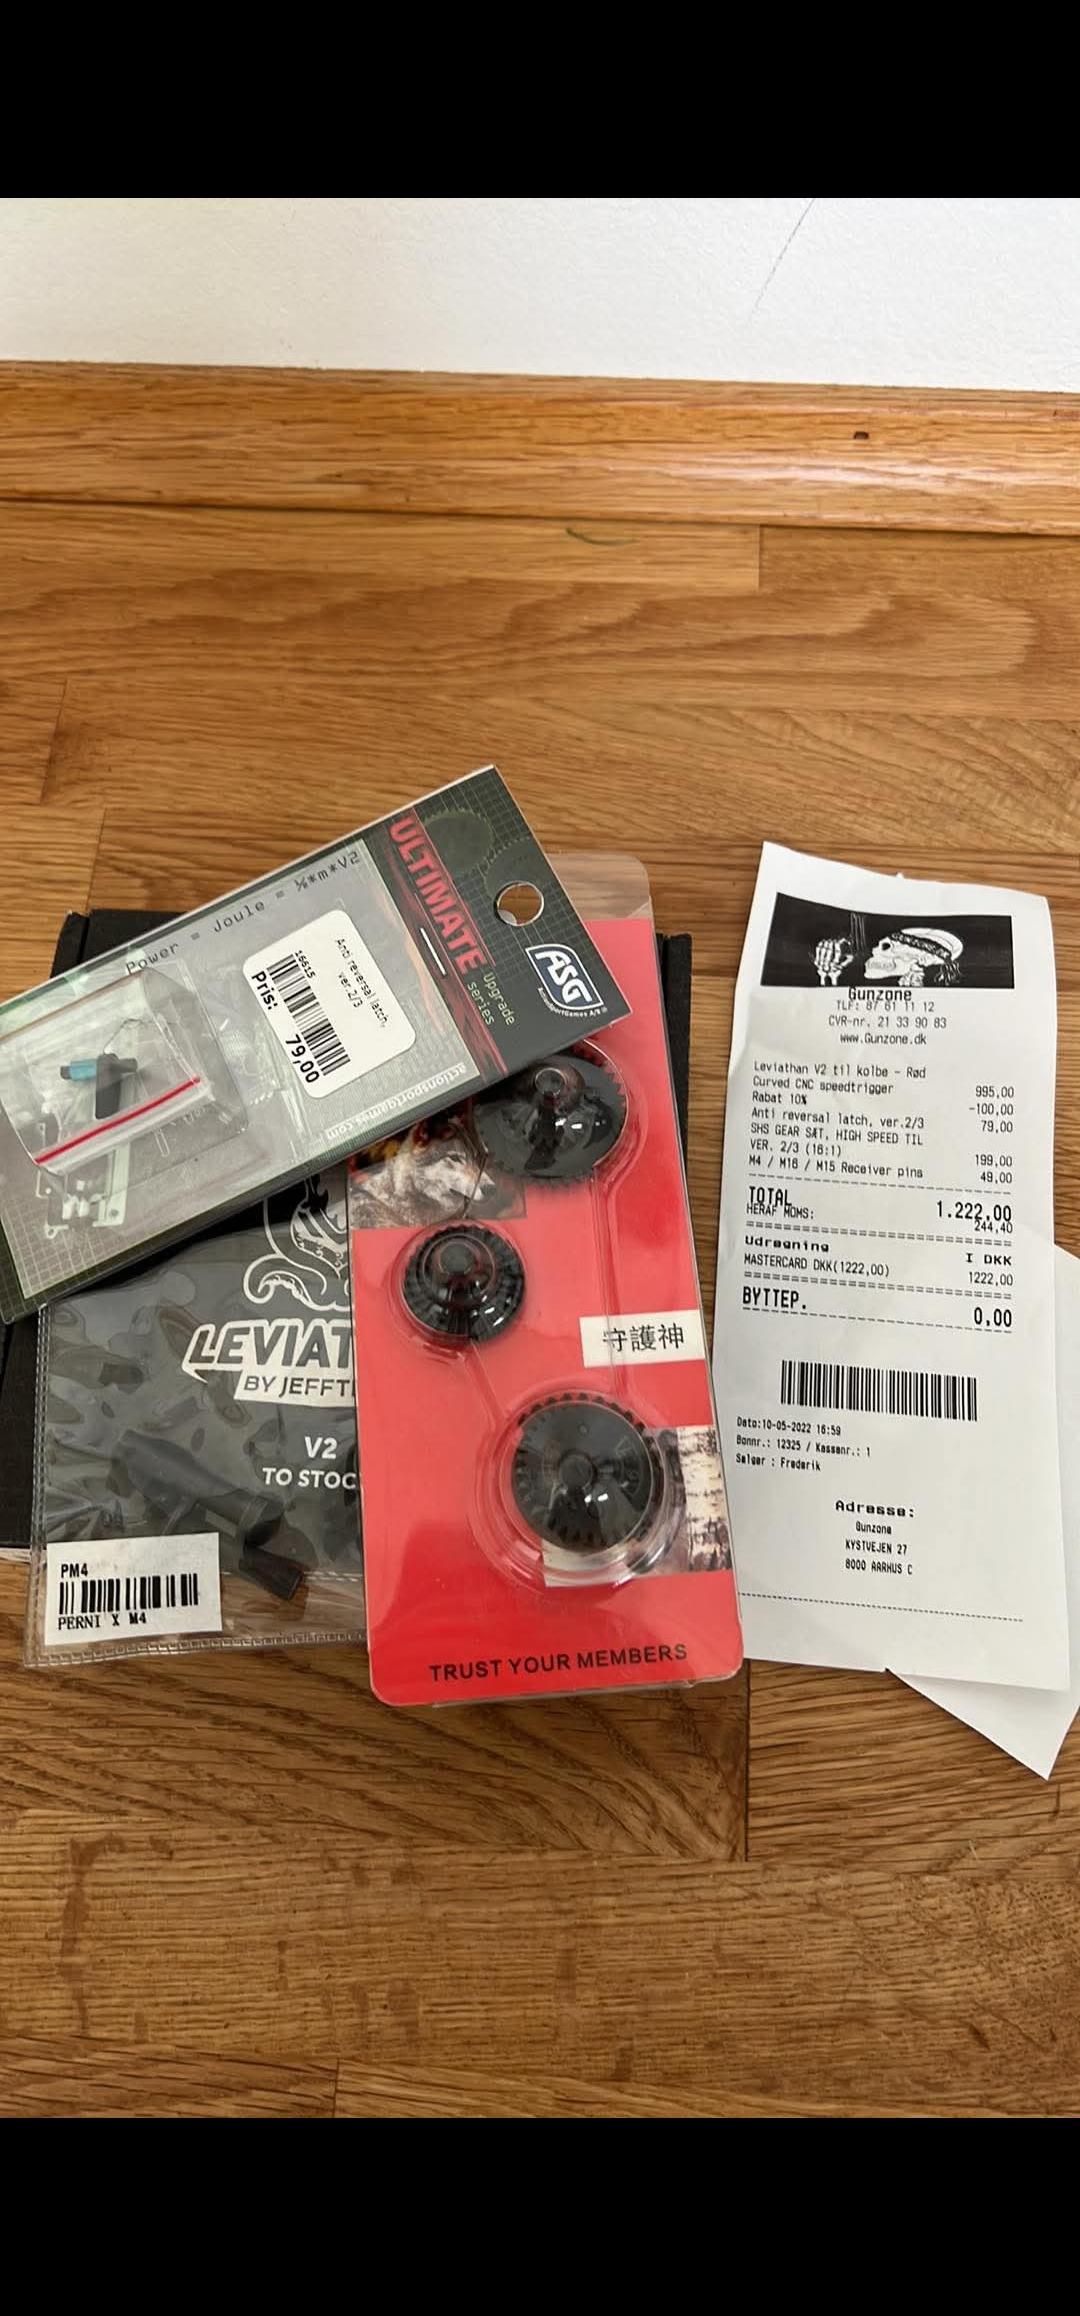 Power = Joule = ½*m*V2
ULTIMATE
Upgrade
series
ASG
ActionSportGames A/S®
Anti reversal latch,
ver.2/3
16615
Pris:
79,00
actionsportgames.com
LEVIAT
BY JEFFT
V2
TO STOC
PM4
PERNI X M4
守護神
TRUST YOUR MEMBERS
Gunzone
TLF: 87 61 11 12
CVR-nr. 21 33 90 83
www.Gunzone.dk
Leviathan V2 til kolbe - Rød
Curved CNC speedtrigger 995,00
Rabat 10% -100,00
Anti reversal latch, ver.2/3 79,00
SHS GEAR SÆT, HIGH SPEED TIL
VER. 2/3 (16:1) 199,00
M4 / M16 / M15 Receiver pins 49,00
TOTAL 1.222,00
HERAF MOMS: 244,40
Udregning I DKK
MASTERCARD DKK(1222,00) 1222,00
BYTTEP. 0,00
Dato:10-05-2022 16:59
Bonnr.: 12325 / Kassenr.: 1
Sælger : Frederik
Adresse:
Gunzone
KYSTVEJEN 27
8000 AARHUS C